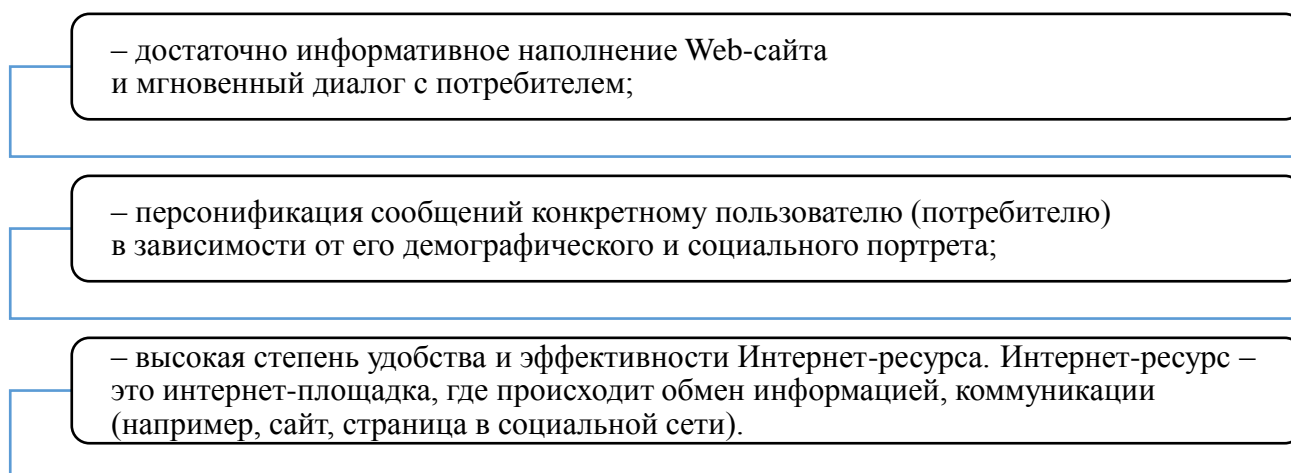 – достаточно информативное наполнение Web-сайта
и мгновенный диалог с потребителем;
– персонификация сообщений конкретному пользователю (потребителю)
в зависимости от его демографического и социального портрета;
– высокая степень удобства и эффективности Интернет-ресурса. Интернет-ресурс –
это интернет-площадка, где происходит обмен информацией, коммуникации
(например, сайт, страница в социальной сети).